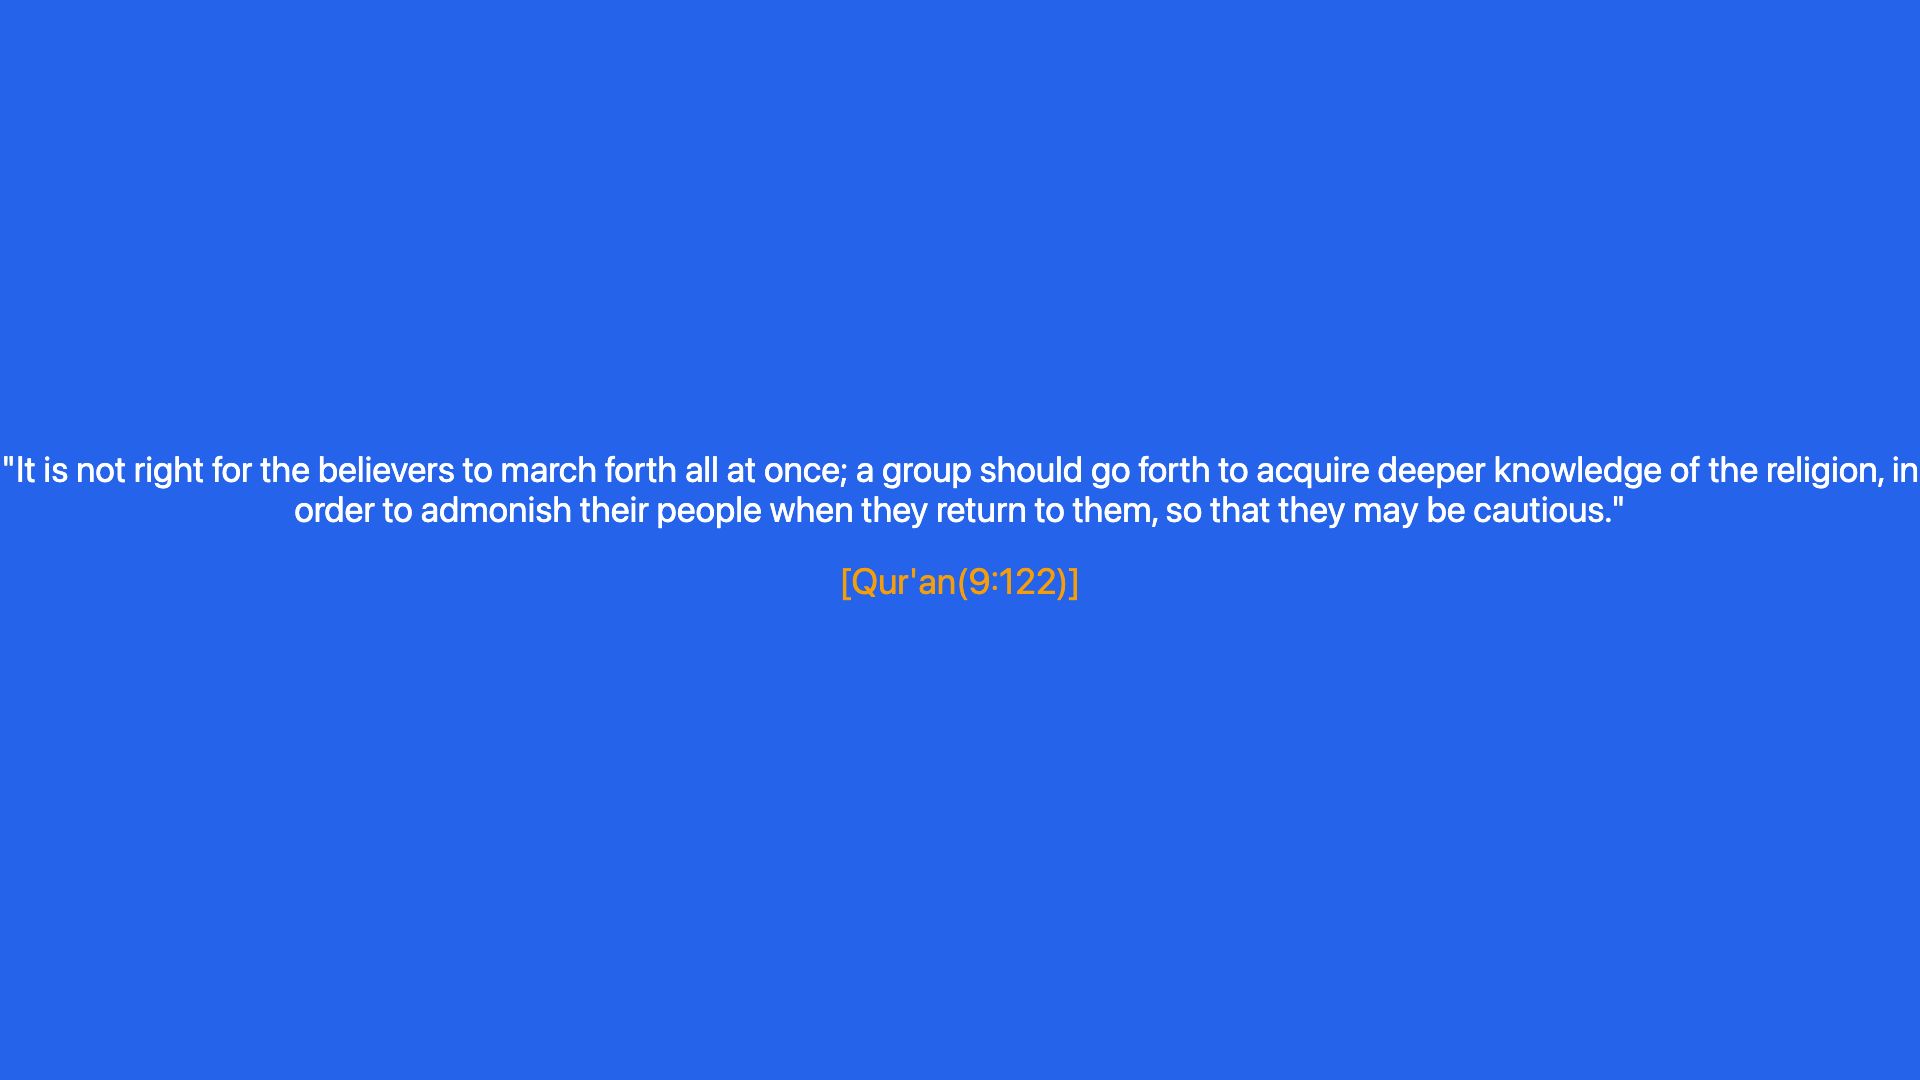 "It is not right for the believers to march forth all at once; a group should go forth to acquire deeper knowledge of the religion, in
order to admonish their people when they return to them, so that they may be cautious."
[Qur'an(9:122)]